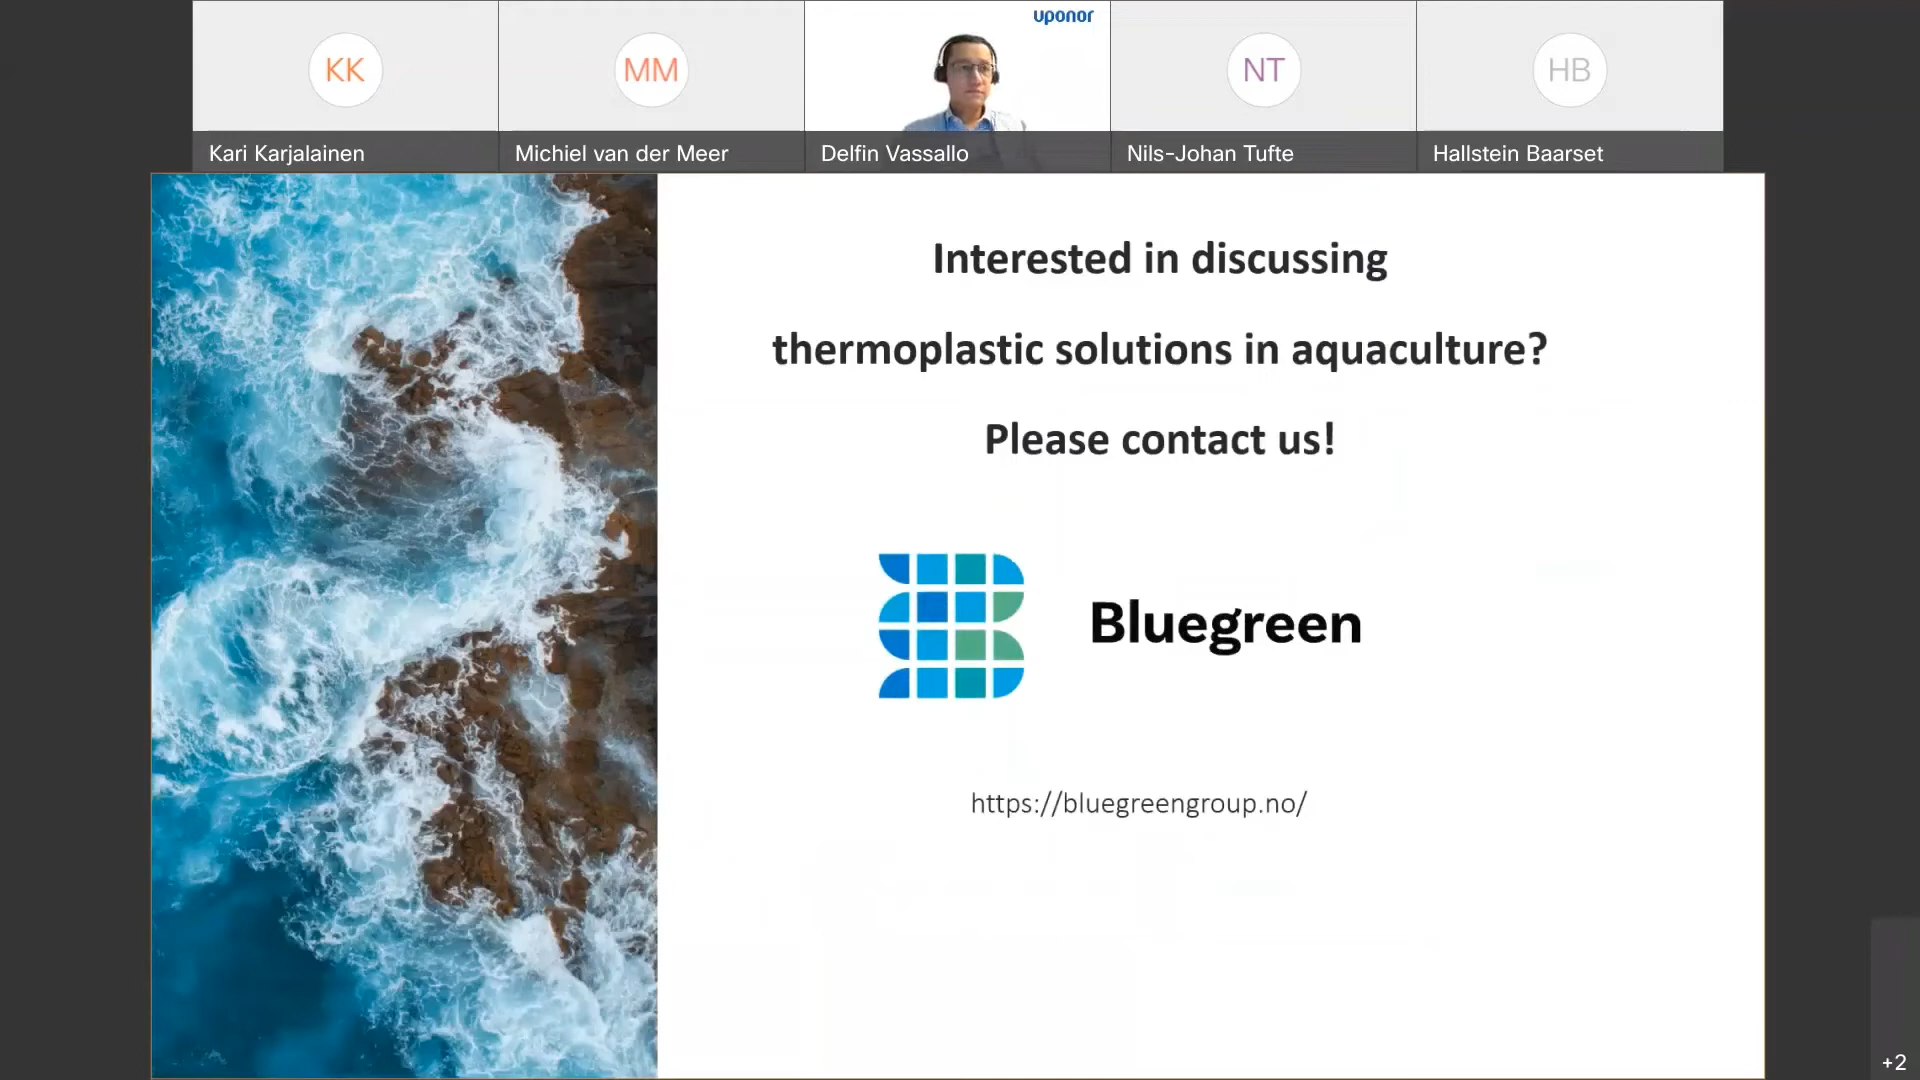 uponor
KK
MM
NT
HB
Kari Karjalainen
Michiel van der Meer
Delfin Vassallo
Nils-Johan Tufte
Hallstein Baarset
Interested in discussing
thermoplastic solutions in aquaculture?
Please contact us!
Bluegreen
https://bluegreengroup.no/
+2